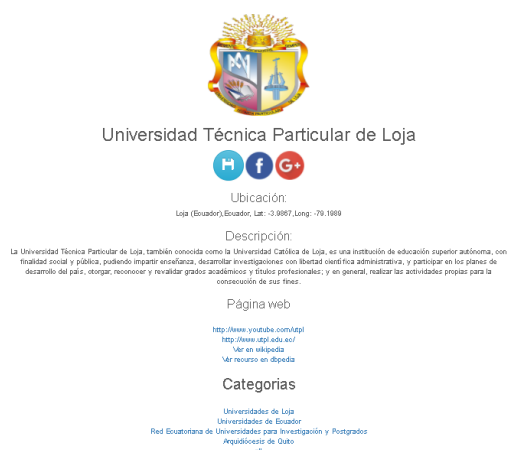 Universidad Técnica Particular de Loja
Ubicación:
Loja (Ecuador),Ecuador, Lat: -3.9867,Long: -79.1989
Descripción:
La Universidad Técnica Particular de Loja, también conocida como la Universidad Católica de Loja, es una institución de educación superior autónoma, con
finalidad social y pública, pudiendo impartir enseñanza, desarrollar investigaciones con libertad científica administrativa, y participar en los planes de
desarrollo del país, otorgar, reconocer y revalidar grados académicos y títulos profesionales; y en general, realizar las actividades propias para la
consecución de sus fines.
Página web
http://www.youtube.com/utpl
http://www.utpl.edu.ec/
Ver en wikipedia
Ver recurso en dbpedia
Categorias
Universidades de Loja
Universidades de Ecuador
Red Ecuatoriana de Universidades para Investigación y Postgrados
Arquidiócesis de Quito